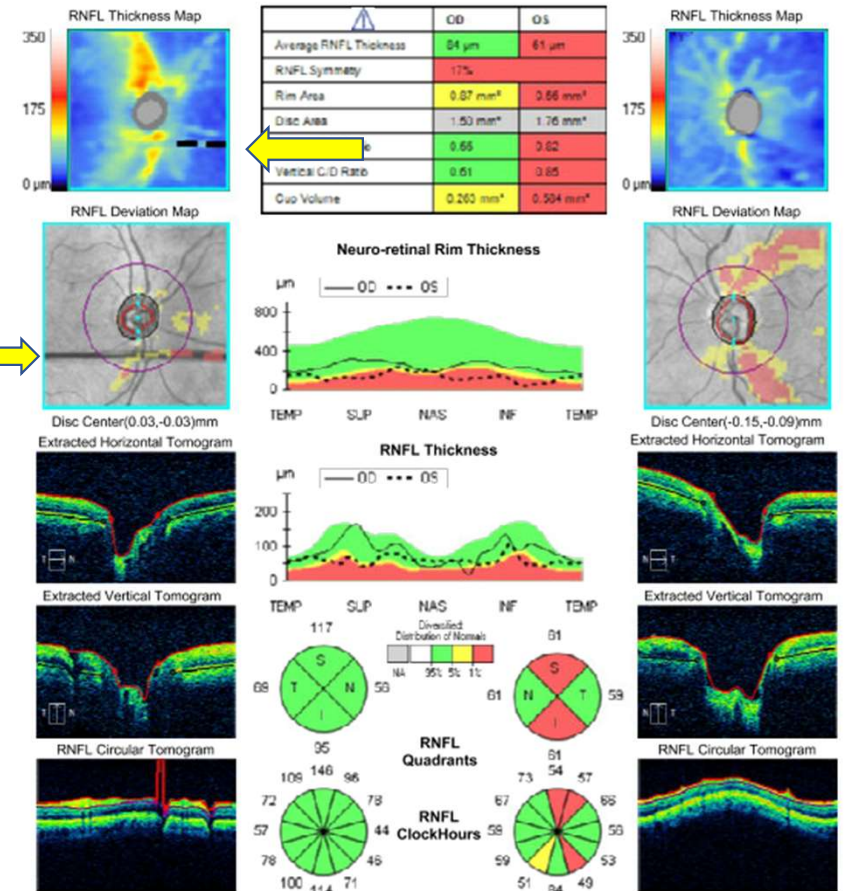 RNFL Thickness Map
350
175
0 μm
OD OS
Average RNFL Thickness 84 μm 61 μm
RNFL Symmetry 17%
Rim Area 0.87 mm² 0.56 mm²
Disc Area 1.50 mm² 1.76 mm²
0.65 0.82
Vertical C/D Ratio 0.61 0.85
Cup Volume 0.263 mm³ 0.584 mm³
RNFL Thickness Map
350
175
0 μm
RNFL Deviation Map
Disc Center(0.03,-0.03)mm
Neuro-retinal Rim Thickness
μm
OD OS
800
400
0
TEMP SUP NAS INF TEMP
RNFL Deviation Map
Disc Center(-0.15,-0.09)mm
Extracted Horizontal Tomogram
T N
RNFL Thickness
μm
OD OS
200
100
0
TEMP SUP NAS INF TEMP
Extracted Horizontal Tomogram
N T
Extracted Vertical Tomogram
T N
Diversified:
Distribution of Normals
NA 95% 5% 1%
117
S
69 T N 56
I
95
61
S
61 N T 59
I
61
RNFL
Quadrants
Extracted Vertical Tomogram
N T
RNFL Circular Tomogram
109 146 96
72 78
57 44
78 46
100 114 71
RNFL
ClockHours
73 54 57
67 66
59 56
59 53
51 84 49
RNFL Circular Tomogram